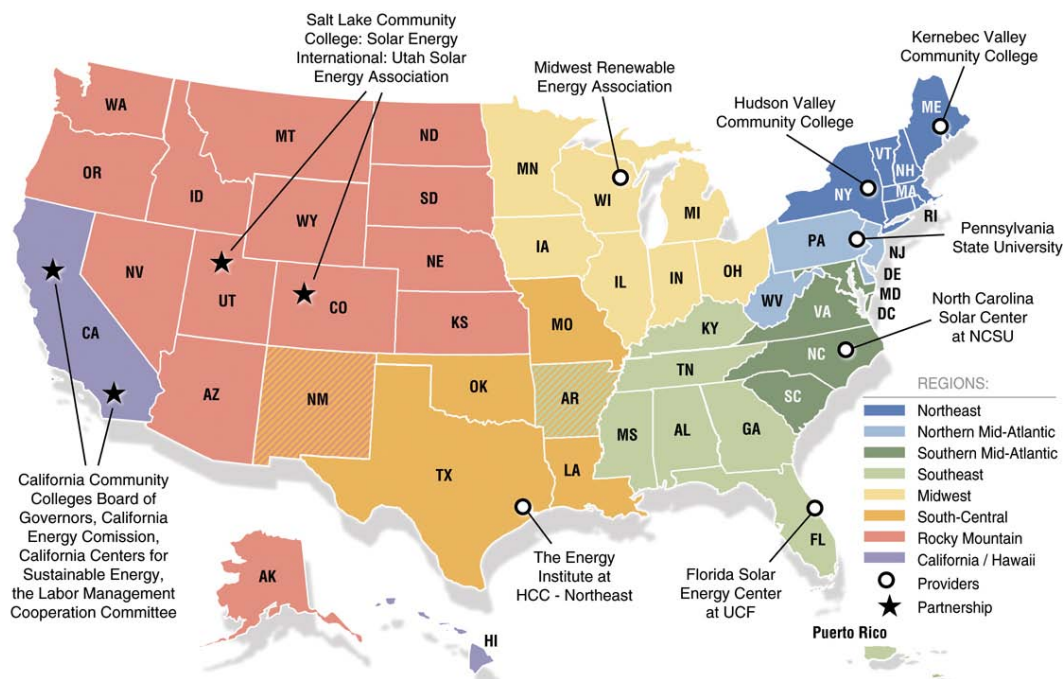 Salt Lake Community
College: Solar Energy
International: Utah Solar
Energy Association
Midwest Renewable
Energy Association
Kernebec Valley
Community College
Hudson Valley
Community College
Pennsylvania
State University
North Carolina
Solar Center
at NCSU
WA
MT
ND
MN
ME
VT
NH
OR
ID
SD
WI
MI
NY
MA
WY
RI
IA
PA
NJ
NV
NE
IL
IN
OH
DE
UT
CO
WV
MD
VA
DC
CA
KS
MO
KY
NC
TN
AZ
NM
OK
AR
SC
MS
AL
GA
TX
LA
FL
AK
HI
Puerto Rico
California Community
Colleges Board of
Governors, California
Energy Comission,
California Centers for
Sustainable Energy,
the Labor Management
Cooperation Committee
The Energy
Institute at
HCC - Northeast
Florida Solar
Energy Center
at UCF
REGIONS:
Northeast
Northern Mid-Atlantic
Southern Mid-Atlantic
Southeast
Midwest
South-Central
Rocky Mountain
California / Hawaii
Providers
Partnership